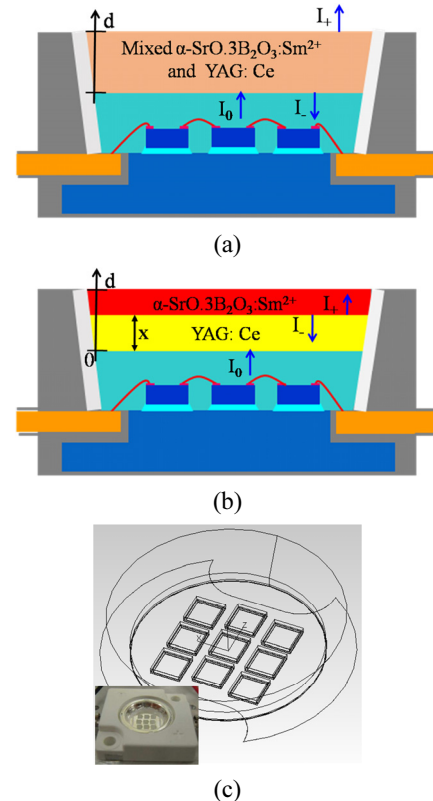 d
I₊
Mixed α-SrO.3B₂O₃:Sm²⁺
and YAG: Ce
I₀
I₋
(a)
d
α-SrO.3B₂O₃:Sm²⁺
I₊
x
YAG: Ce
I₋
0
I₀
(b)
z
(c)